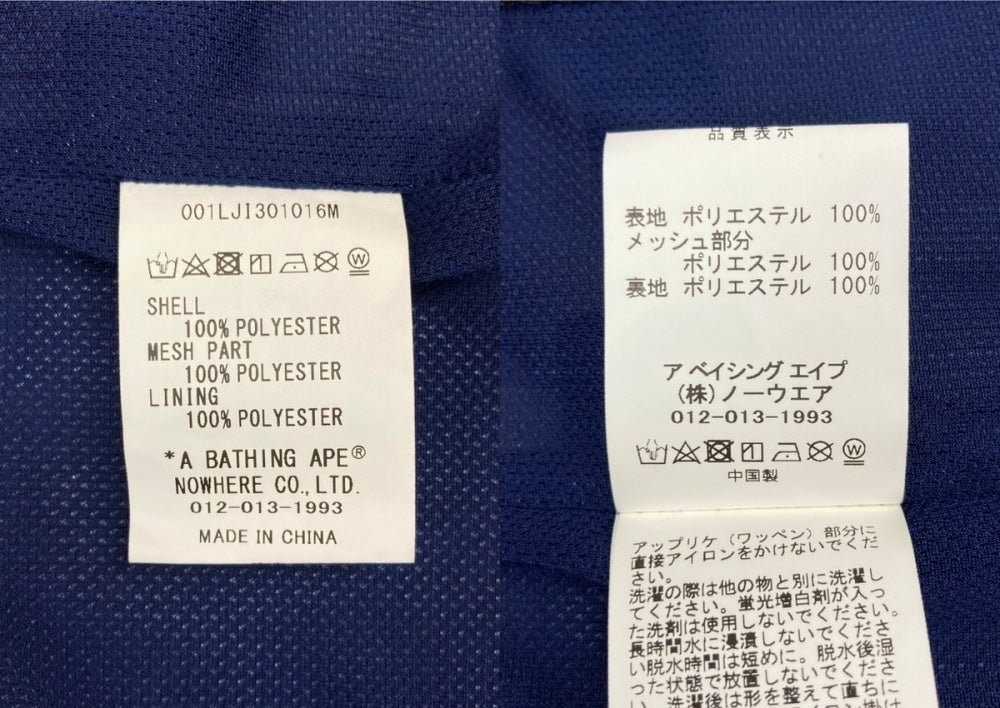 001LJI301016M
W
SHELL
100% POLYESTER
MESH PART
100% POLYESTER
LINING
100% POLYESTER
*A BATHING APE®
NOWHERE CO., LTD.
012-013-1993
MADE IN CHINA
品質表示
表地 ポリエステル 100%
メッシュ部分
ポリエステル 100%
裏地 ポリエステル 100%
ア ベイシング エイプ
(株)ノーウエア
012-013-1993
W
中国製
アップリケ（ワッペン）部分に
直接アイロンをかけないでくだ
さい。
洗濯の際は他の物と別に洗濯し
てください。蛍光増白剤が入っ
た洗剤は使用しないでください。
長時間水に浸漬しないでくださ
い脱水時間は短めに。脱水後湿
った状態で放置しないでくださ
い。洗濯後は形を整えて直ちに